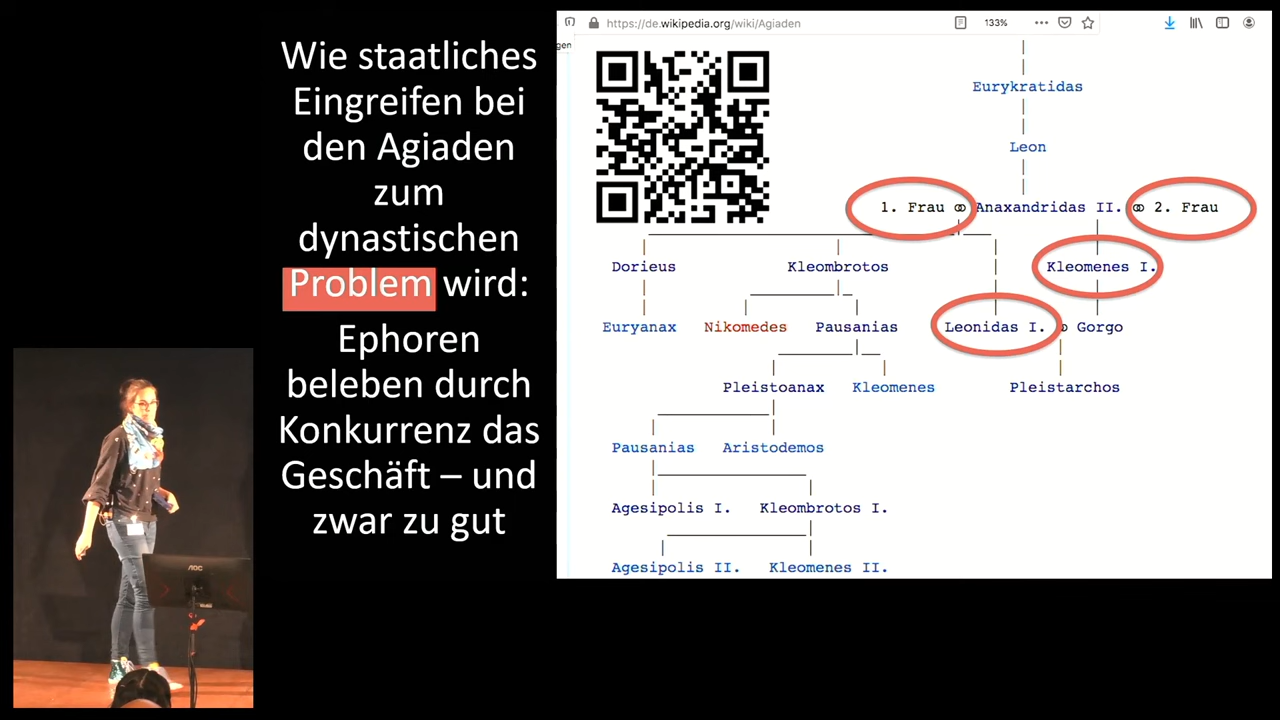 Wie staatliches
Eingreifen bei
den Agiaden
zum
dynastischen
Problem wird:
Ephoren
beleben durch
Konkurrenz das
Geschäft – und
zwar zu gut
https://de.wikipedia.org/wiki/Agiaden
133%
gen
Eurykratidas
Leon
1. Frau ⚭ Anaxandridas II. ⚭ 2. Frau
Dorieus Kleombrotos Kleomenes I.
Euryanax Nikomedes Pausanias Leonidas I. ⚭ Gorgo
Pleistoanax Kleomenes Pleistarchos
Pausanias Aristodemos
Agesipolis I. Kleombrotos I.
Agesipolis II. Kleomenes II.
AOC